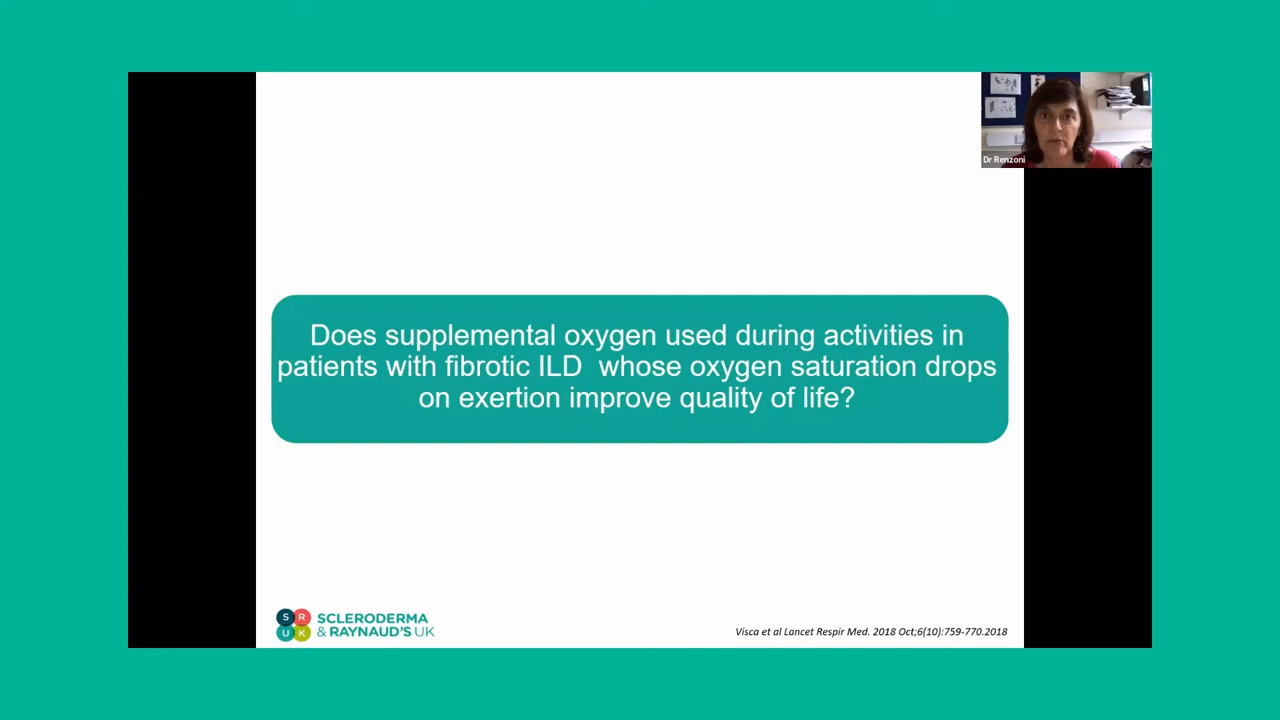 Dr Renzoni
Does supplemental oxygen used during activities in
patients with fibrotic ILD whose oxygen saturation drops
on exertion improve quality of life?
S R
U K
SCLERODERMA
& RAYNAUD'S UK
Visca et al Lancet Respir Med. 2018 Oct;6(10):759-770.2018